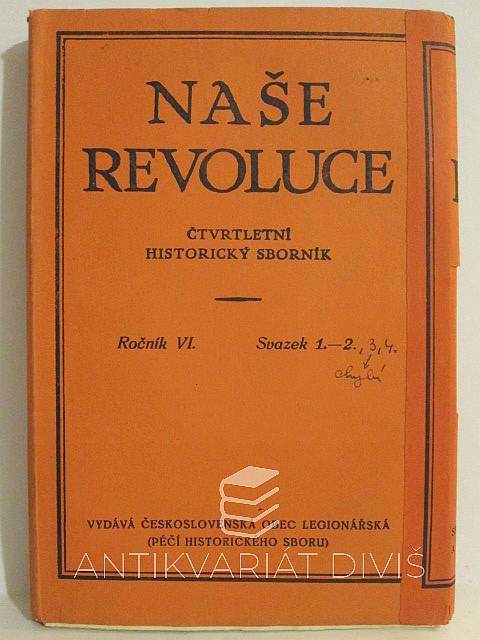 NAŠE
REVOLUCE
ČTVRTLETNÍ
HISTORICKÝ SBORNÍK
Ročník VI. Svazek 1.—2., 3, 4.
chybí
VYDÁVÁ ČESKOSLOVENSKÁ OBEC LEGIONÁŘSKÁ
(PÉČÍ HISTORICKÉHO SBORU)
ANTIKVARIÁT DIVIŠ